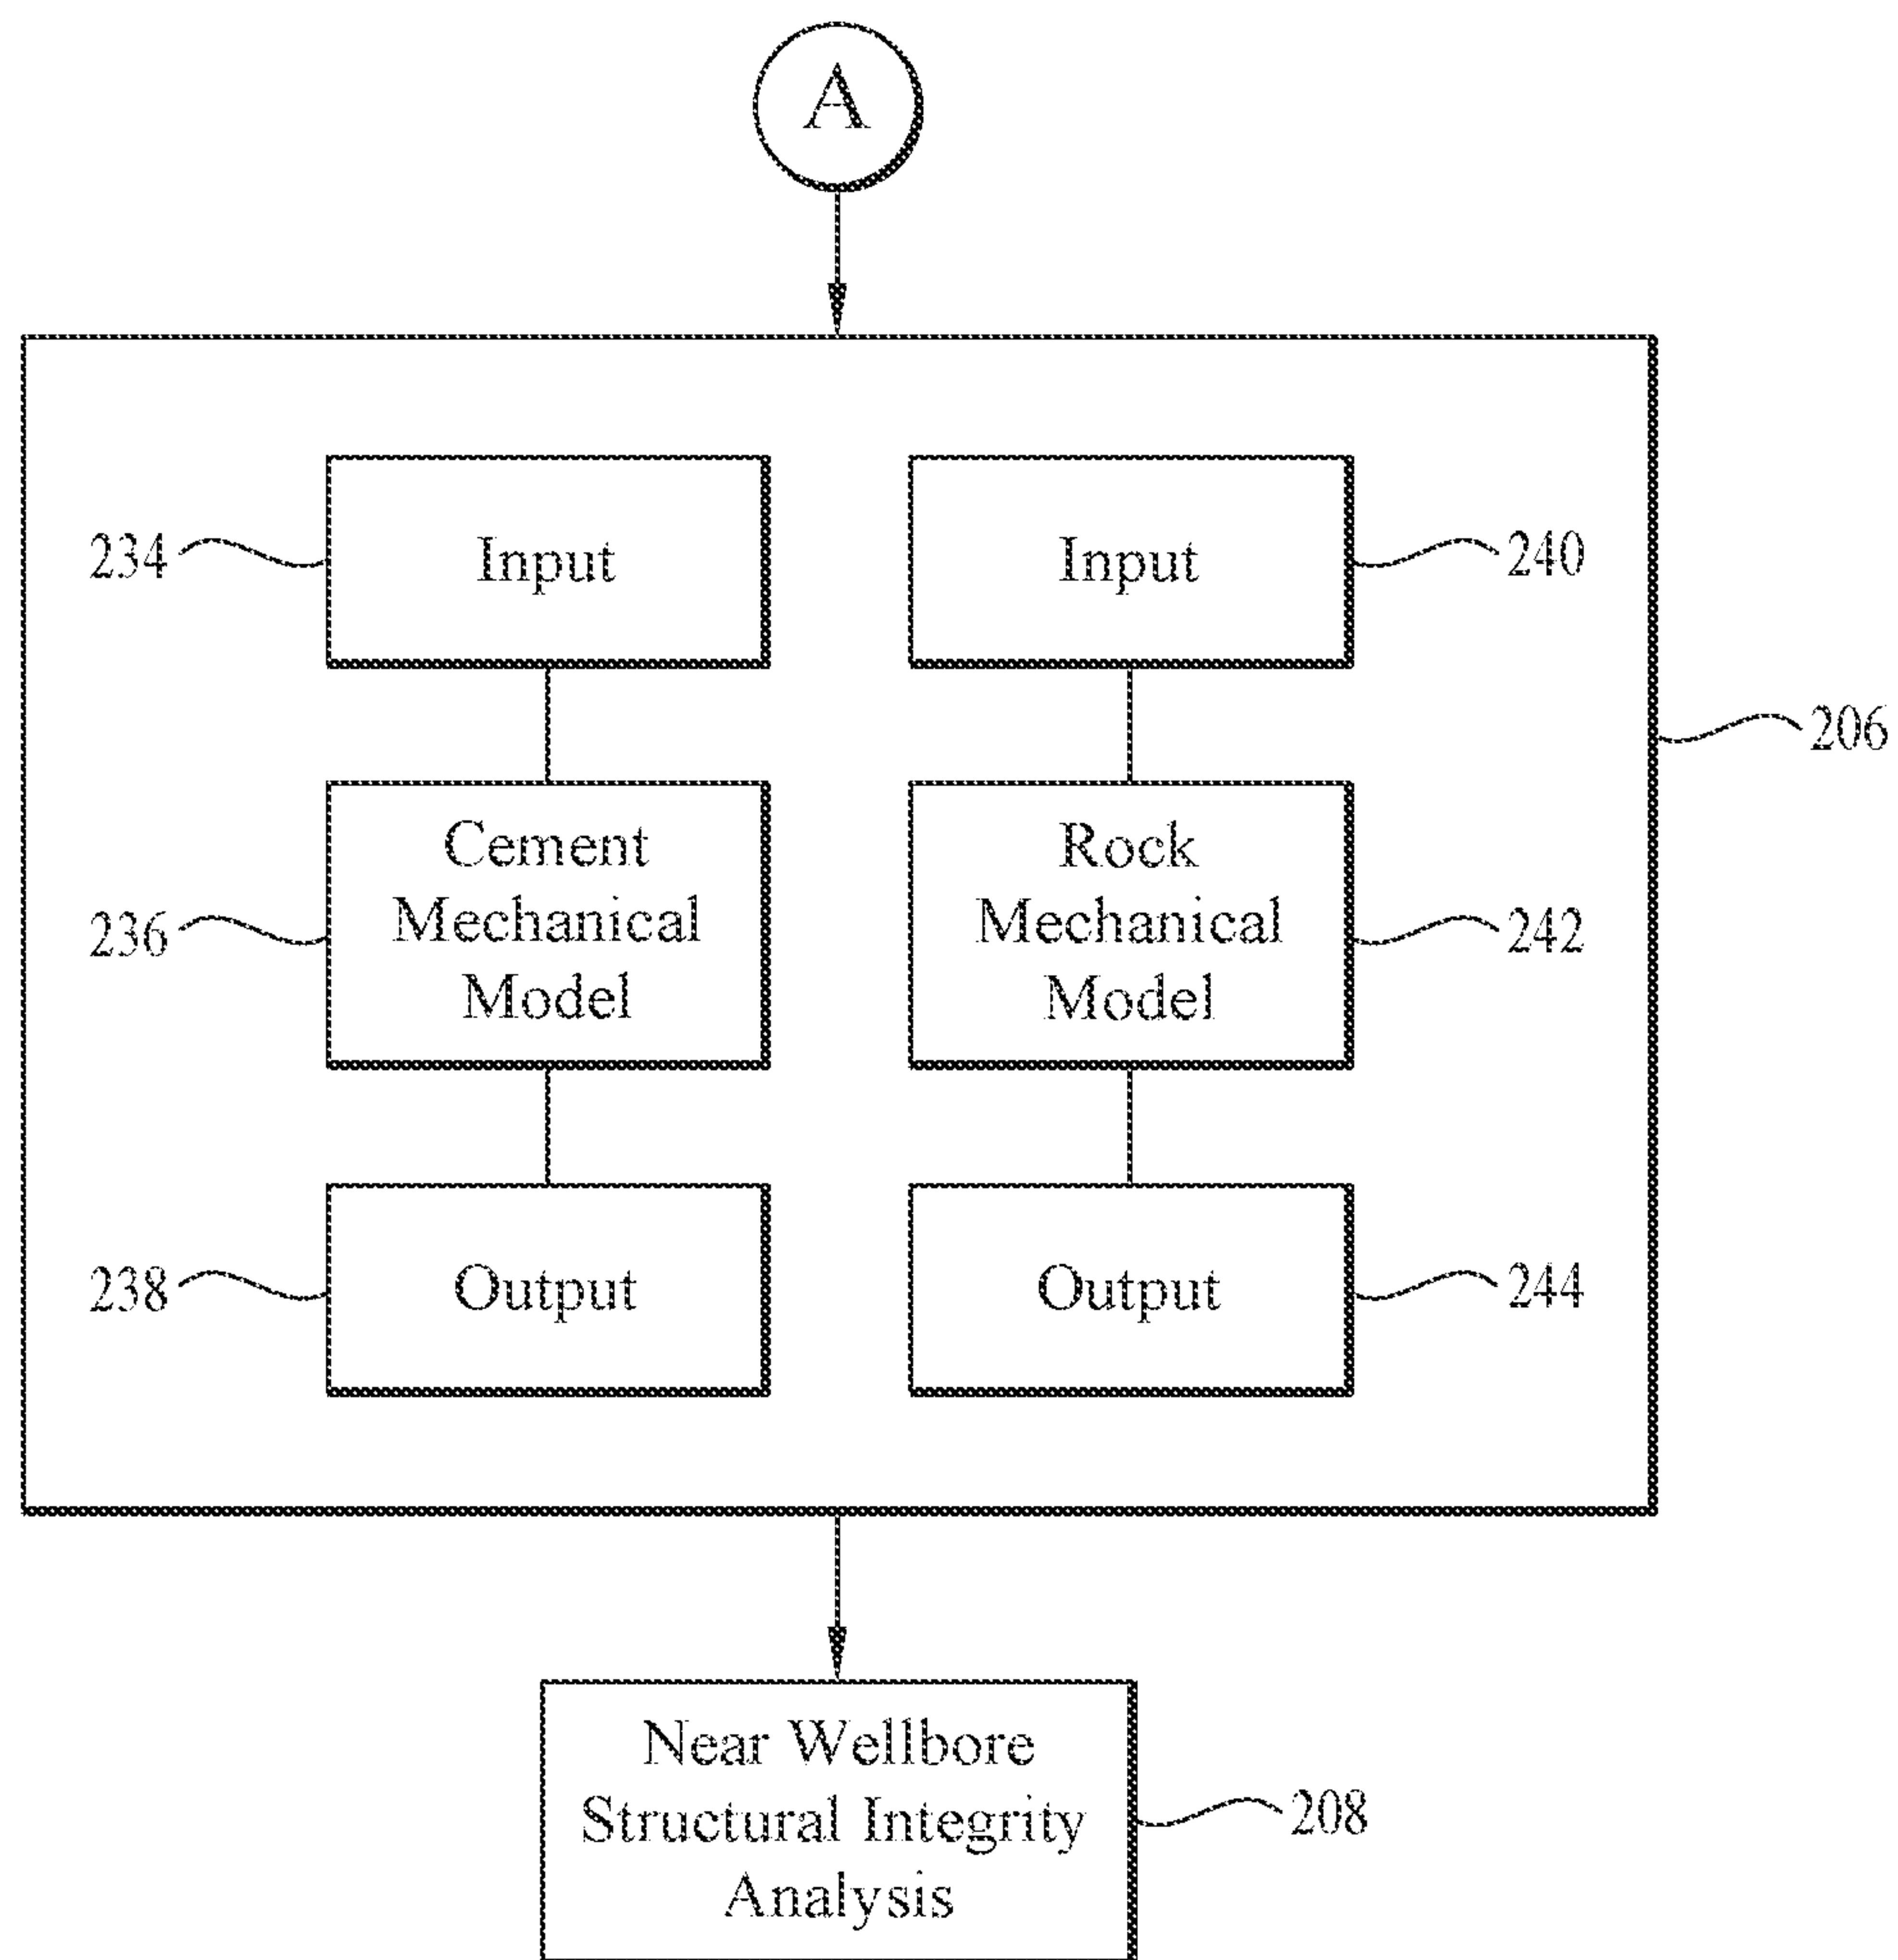 A
234
Input
Input
240
206
236
Cement
Mechanical
Model
Rock
Mechanical
Model
242
238
Output
Output
244
Near Wellbore
Structural Integrity
Analysis
208